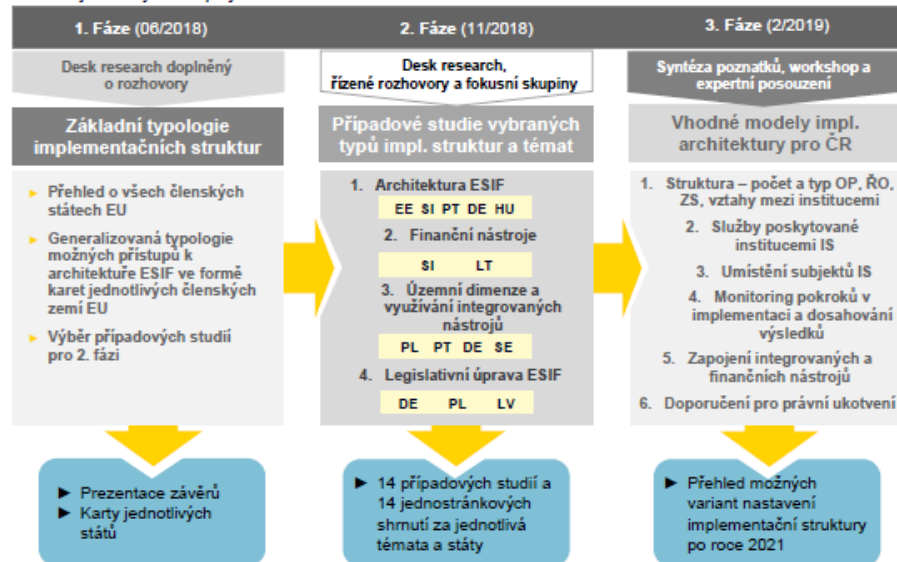 1. Fáze (06/2018)
Desk research doplněný
o rozhovory
Základní typologie
implementačních struktur
► Přehled o všech členských
státech EU
► Generalizovaná typologie
možných přístupů k
architektuře ESIF ve formě
karet jednotlivých členských
zemí EU
► Výběr případových studií
pro 2. fázi
► Prezentace závěrů
► Karty jednotlivých
států
2. Fáze (11/2018)
Desk research,
řízené rozhovory a fokusní skupiny
Případové studie vybraných
typů impl. struktur a témat
1. Architektura ESIF
EE SI PT DE HU
2. Finanční nástroje
SI LT
3. Územní dimenze a
využívání integrovaných
nástrojů
PL PT DE SE
4. Legislativní úprava ESIF
DE PL LV
► 14 případových studií a
14 jednostránkových
shrnutí za jednotlivá
témata a státy
3. Fáze (2/2019)
Syntéza poznatků, workshop a
expertní posouzení
Vhodné modely impl.
architektury pro ČR
1. Struktura – počet a typ OP, ŘO,
ZS, vztahy mezi institucemi
2. Služby poskytované
institucemi IS
3. Umístění subjektů IS
4. Monitoring pokroků v
implementaci a dosahování
výsledků
5. Zapojení integrovaných a
finančních nástrojů
6. Doporučení pro právní ukotvení
► Přehled možných
variant nastavení
implementační struktury
po roce 2021